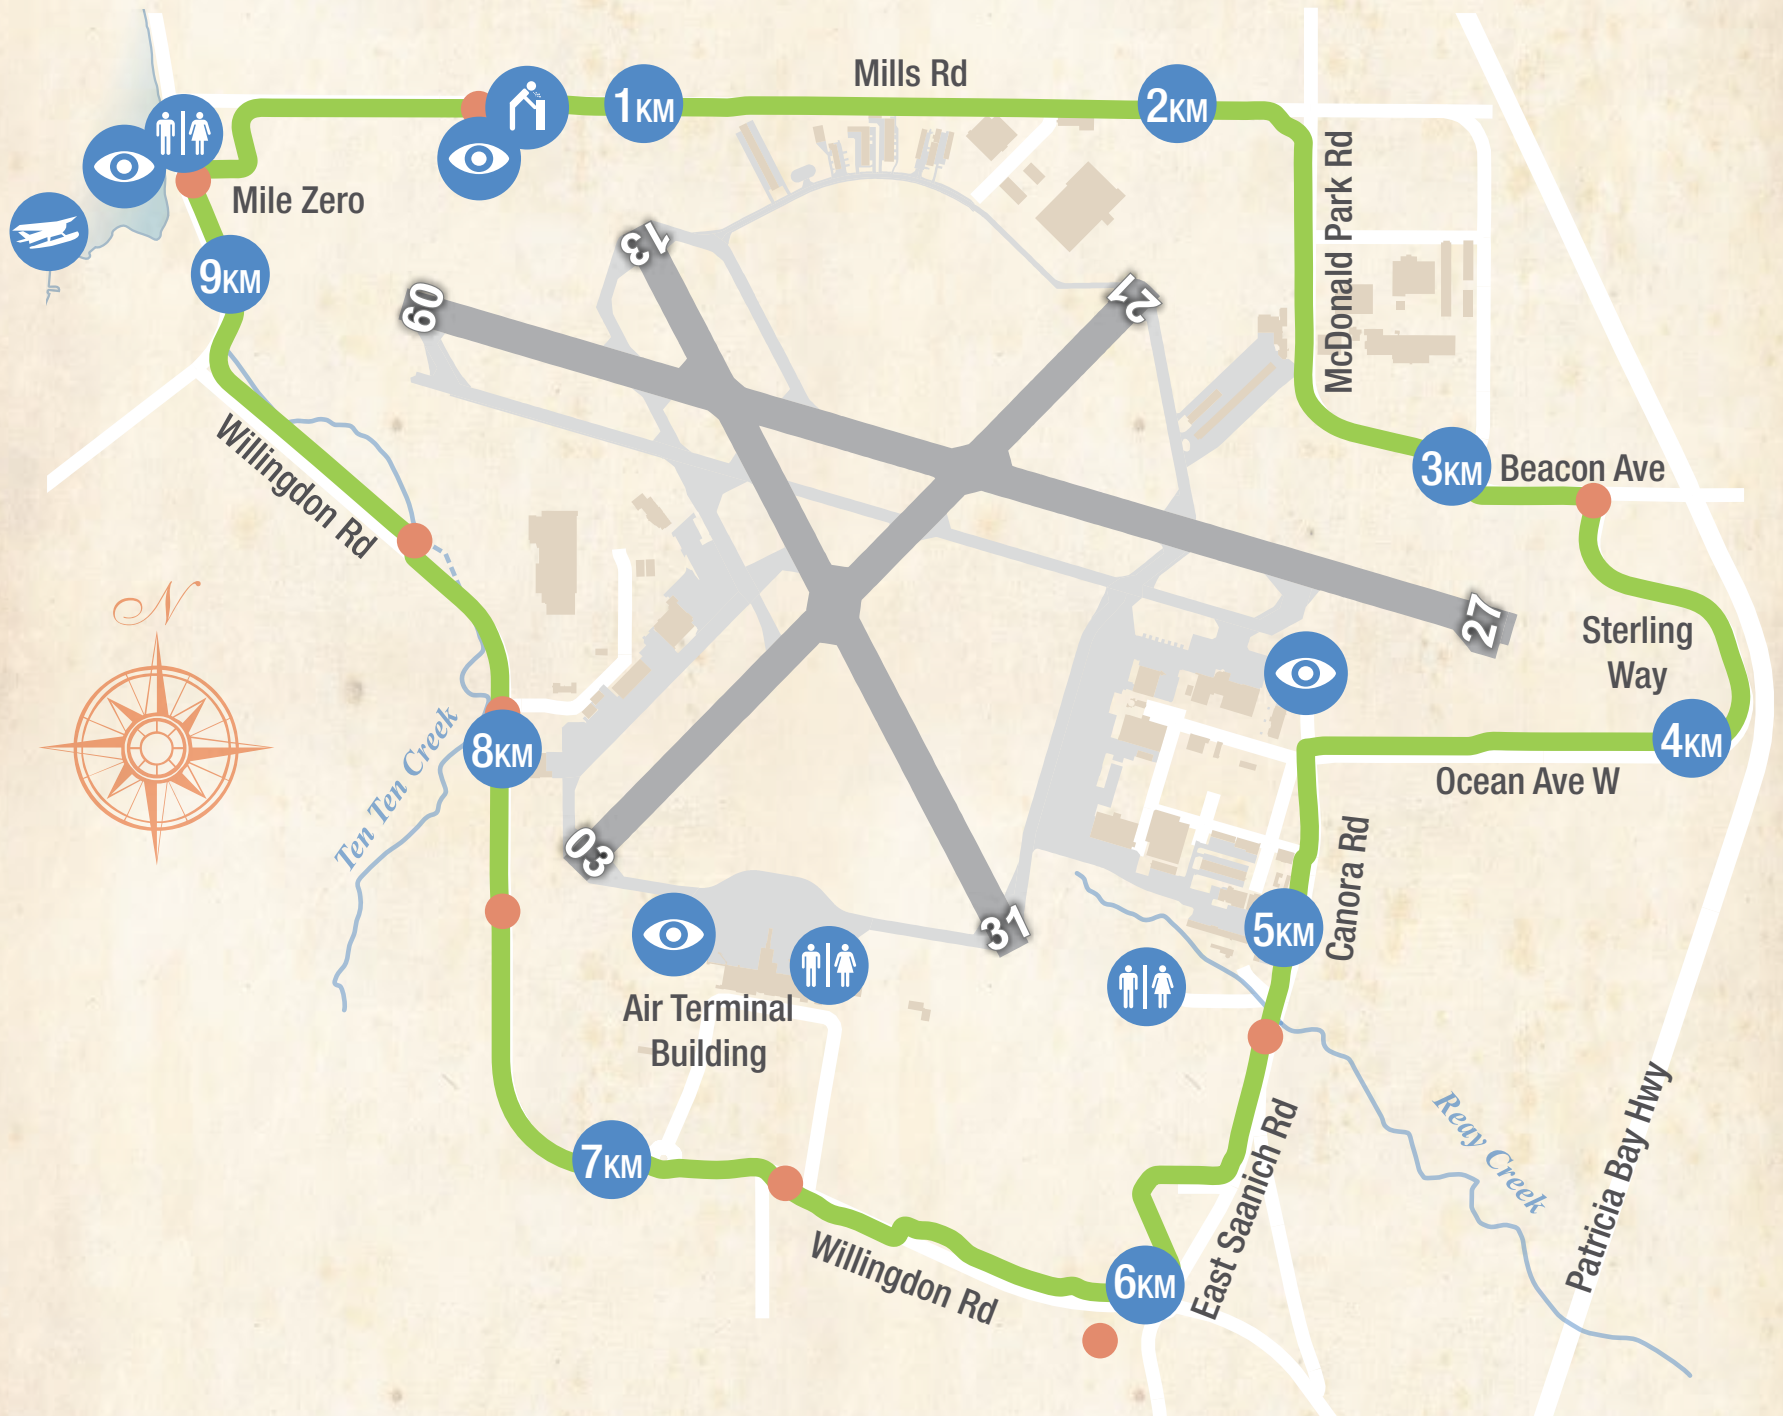 Mills Rd
1KM
2KM
McDonald Park Rd
Mile Zero
9KM
13
09
21
Willingdon Rd
3KM
Beacon Ave
N
27
Sterling
Way
8KM
4KM
Ten Ten Creek
Ocean Ave W
03
Canora Rd
31
5KM
Air Terminal
Building
7KM
Willingdon Rd
6KM
East Saanich Rd
Reay Creek
Patricia Bay Hwy